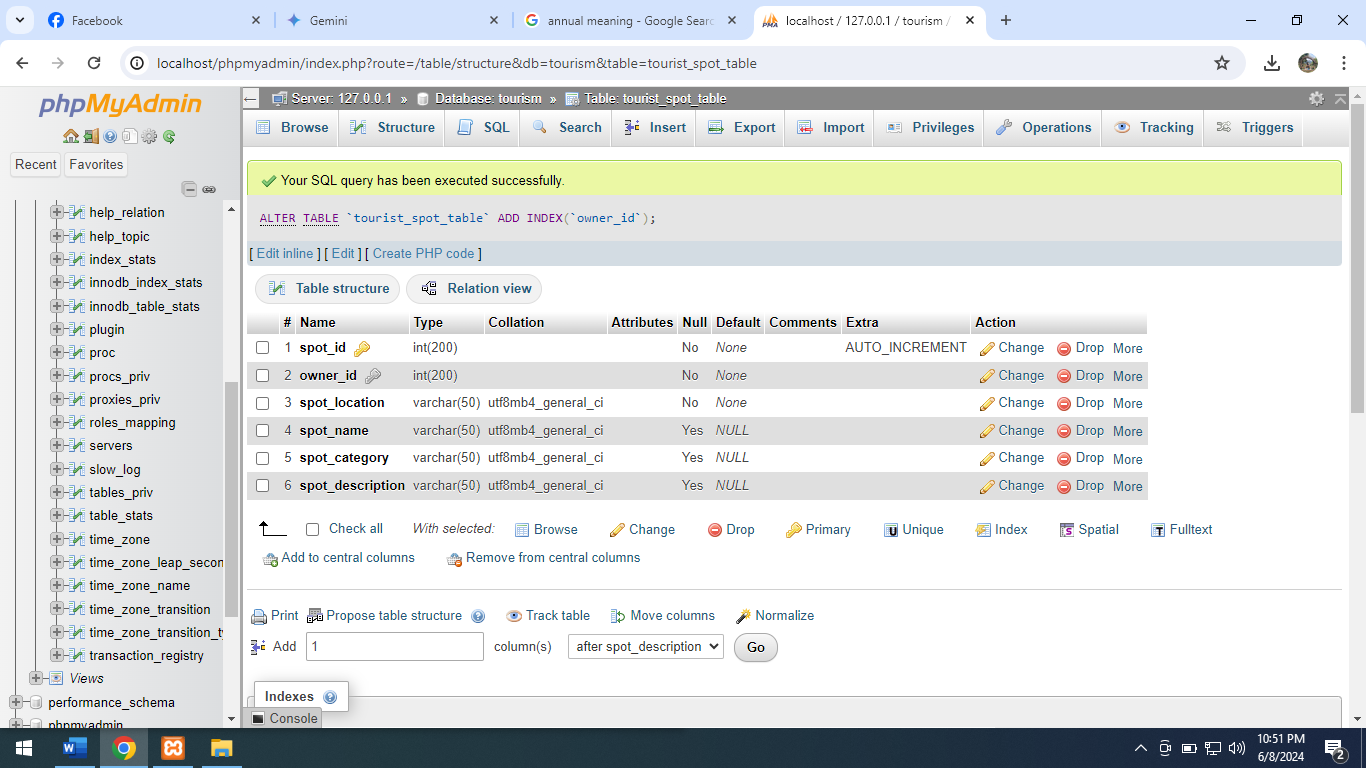 Facebook
Gemini
annual meaning - Google Searc
localhost / 127.0.0.1 / tourism /
localhost/phpmyadmin/index.php?route=/table/structure&db=tourism&table=tourist_spot_table
phpMyAdmin
Recent Favorites
help_relation
help_topic
index_stats
innodb_index_stats
innodb_table_stats
plugin
proc
procs_priv
proxies_priv
roles_mapping
servers
slow_log
tables_priv
table_stats
time_zone
time_zone_leap_secon
time_zone_name
time_zone_transition
time_zone_transition_ty
transaction_registry
Views
performance_schema
phpmyadmin
Server: 127.0.0.1 » Database: tourism » Table: tourist_spot_table
Browse Structure SQL Search Insert Export Import Privileges Operations Tracking Triggers
Your SQL query has been executed successfully.
ALTER TABLE `tourist_spot_table` ADD INDEX(`owner_id`);
[ Edit inline ] [ Edit ] [ Create PHP code ]
Table structure Relation view
# Name Type Collation Attributes Null Default Comments Extra Action
1 spot_id int(200) No None AUTO_INCREMENT Change Drop More
2 owner_id int(200) No None Change Drop More
3 spot_location varchar(50) utf8mb4_general_ci No None Change Drop More
4 spot_name varchar(50) utf8mb4_general_ci Yes NULL Change Drop More
5 spot_category varchar(50) utf8mb4_general_ci Yes NULL Change Drop More
6 spot_description varchar(50) utf8mb4_general_ci Yes NULL Change Drop More
Check all With selected: Browse Change Drop Primary Unique Index Spatial Fulltext
Add to central columns Remove from central columns
Print Propose table structure Track table Move columns Normalize
Add 1 column(s) after spot_description Go
Indexes
Console
10:51 PM
6/8/2024
2